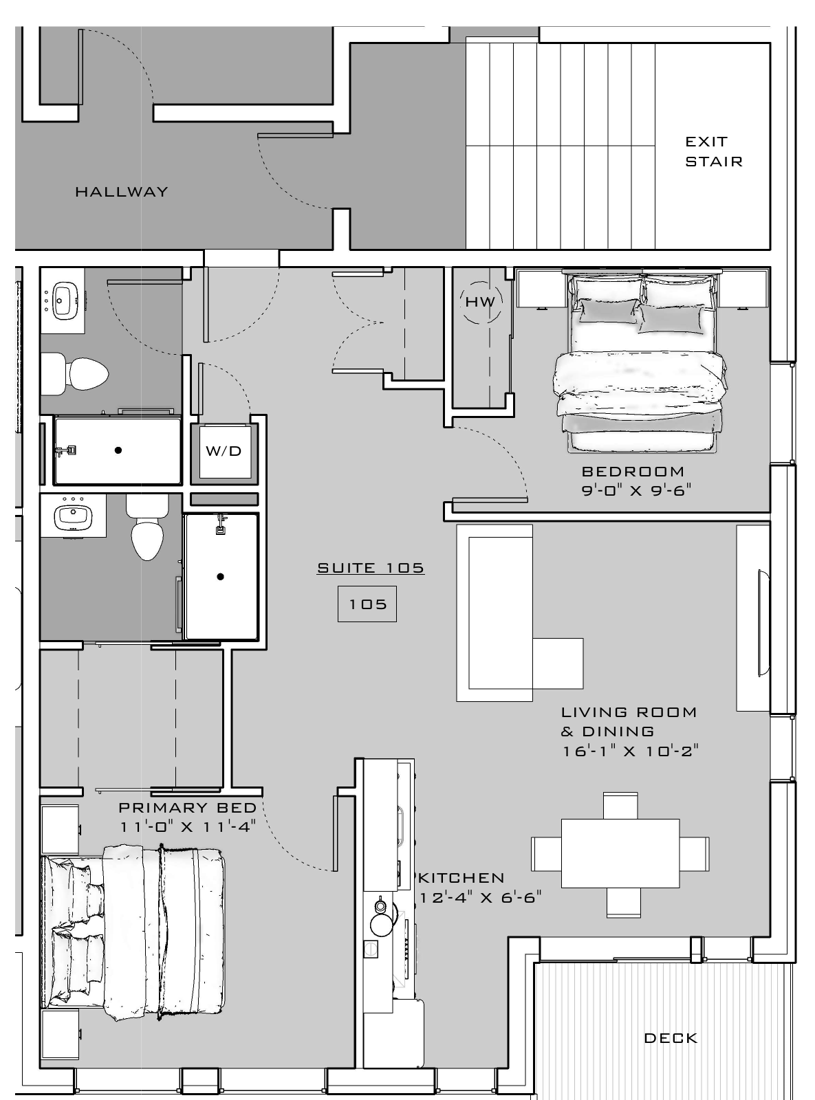 EXIT
STAIR
HALLWAY
HW
W/D
BEDROOM
9'-0" X 9'-6"
SUITE 105
105
LIVING ROOM
& DINING
16'-1" X 10'-2"
PRIMARY BED
11'-0" X 11'-4"
KITCHEN
12'-4" X 6'-6"
DECK